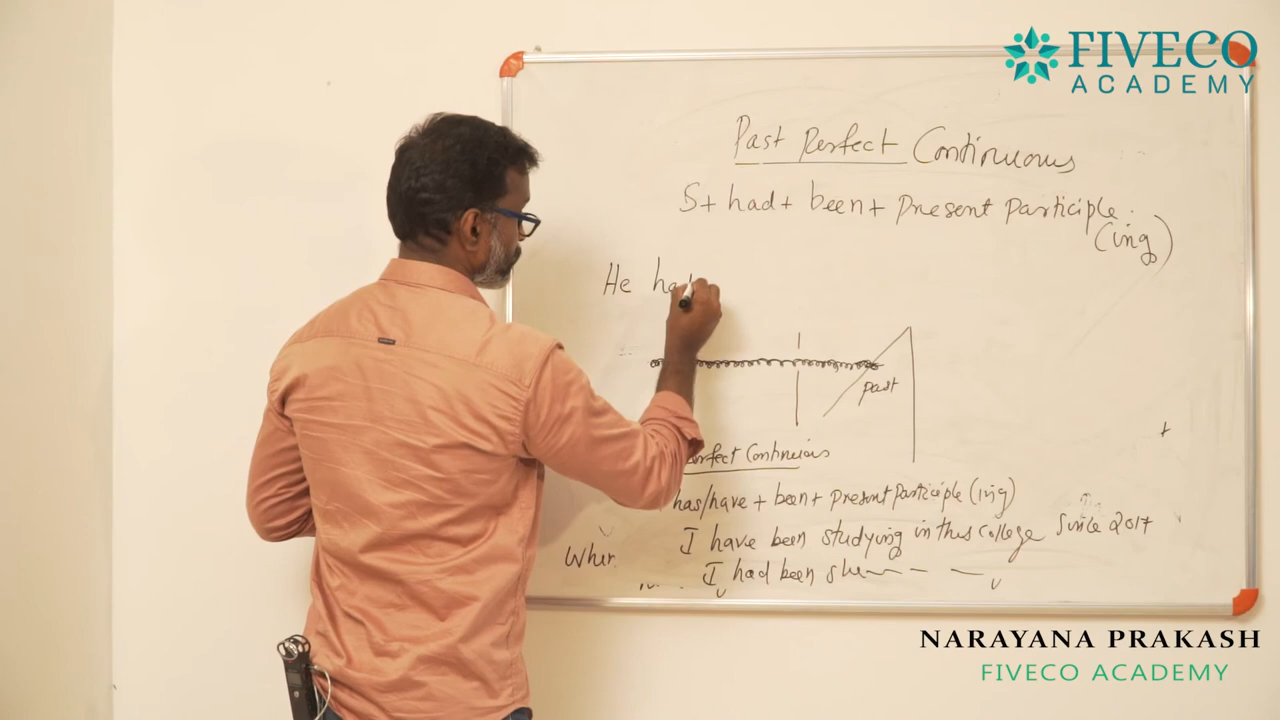 FIVECO
ACADEMY
Past Perfect Continuous
S+ had+ been+ Present Participle.
(ing)
He had
past
Perfect Continuous
has/have + been+ Present Participle (ing)
I have been studying in this college since 2017
When
I had been
NARAYANA PRAKASH
FIVECO ACADEMY